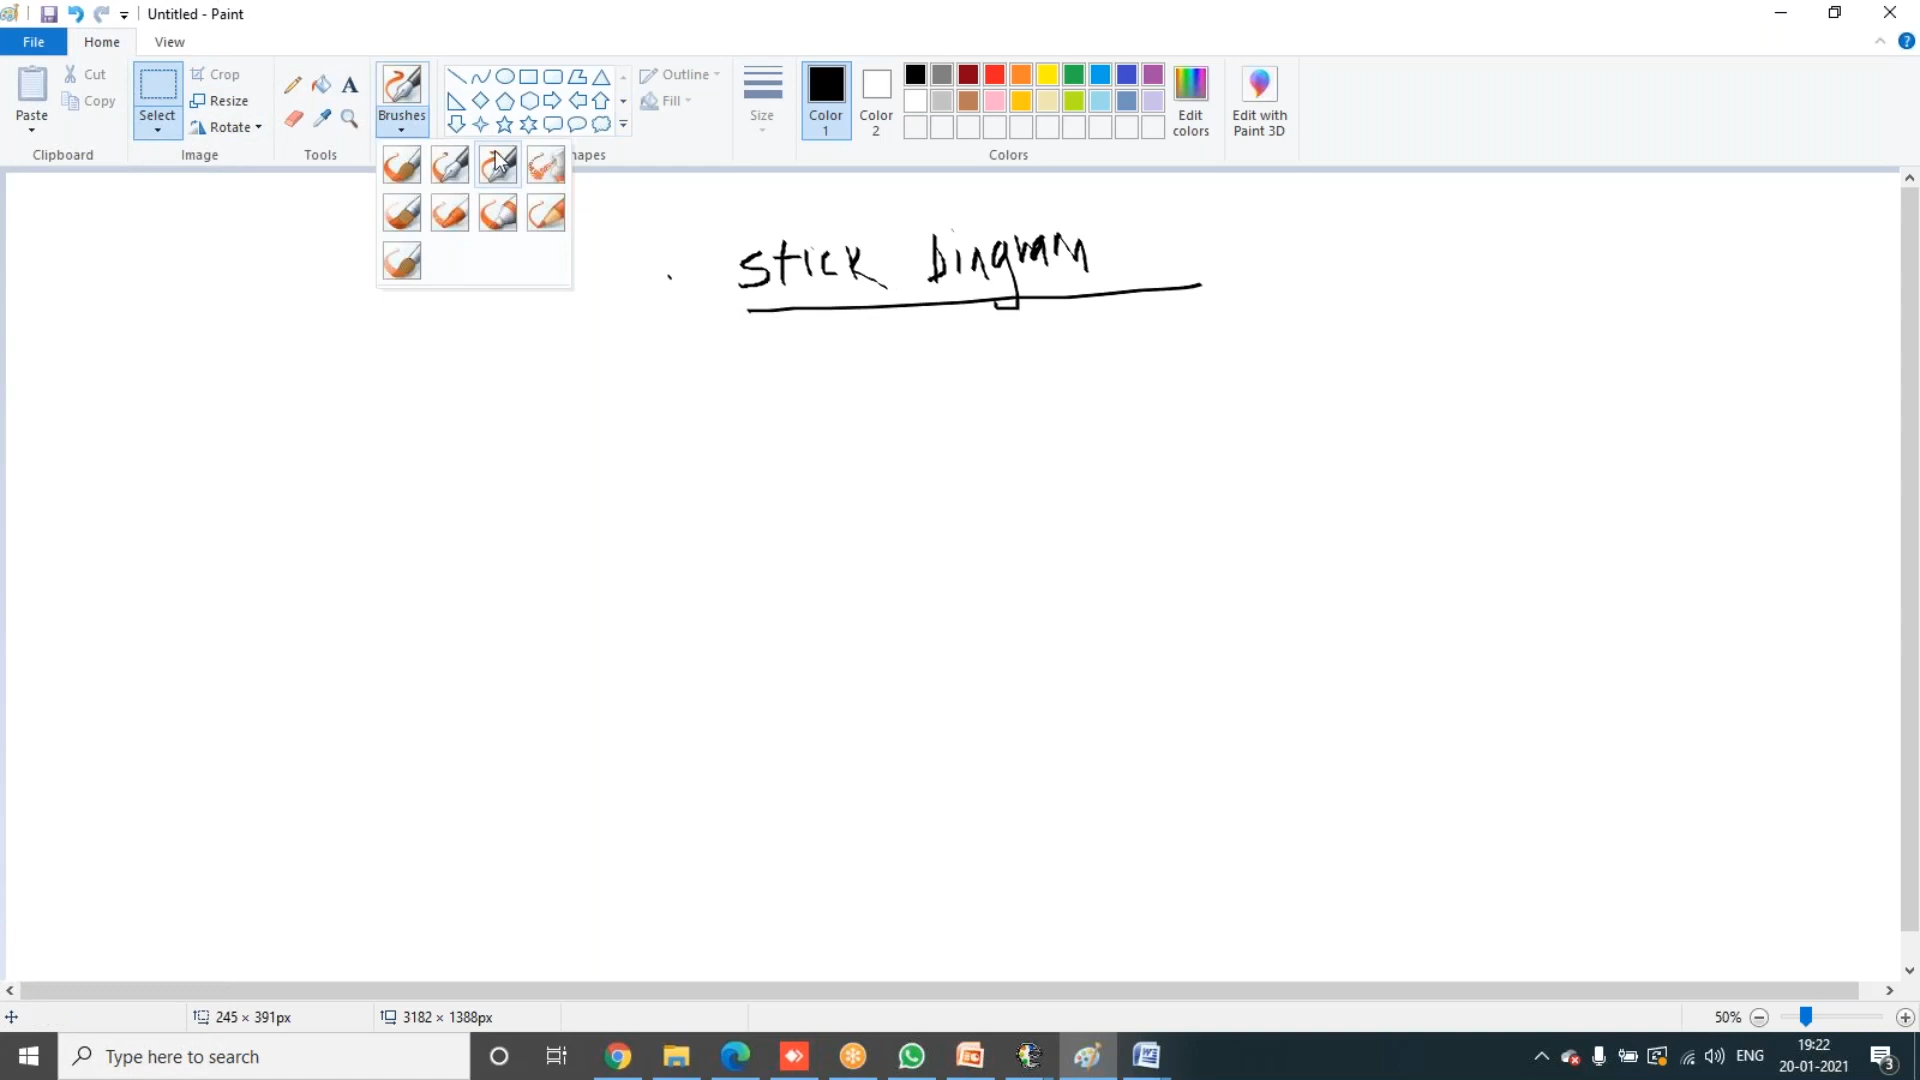 Untitled - Paint
File Home View
Paste Cut Copy Clipboard
Select Crop Resize Rotate Image
Tools
Brushes
hapes
Outline Fill
Size
Color 1 Color 2
Colors
Edit colors
Edit with Paint 3D
Stick Diagram
245 × 391px 3182 × 1388px 50%
Type here to search ENG 19:22
20-01-2021 3